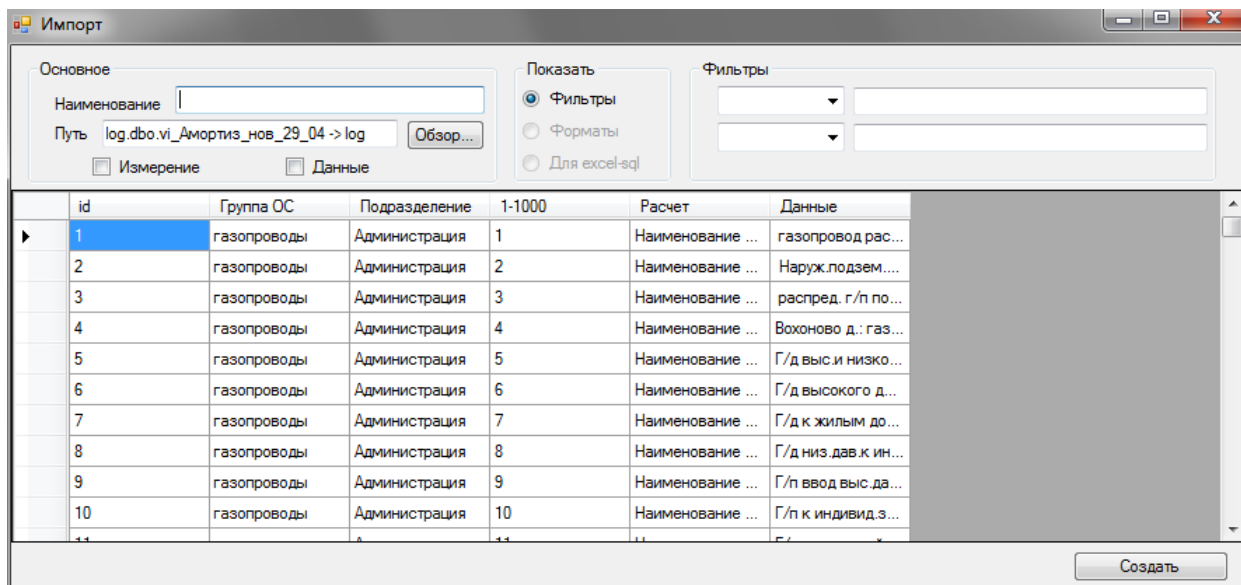 Импорт
Основное Показать Фильтры
Наименование Фильтры
Путь log.dbo.vi_Амортиз_нов_29_04 -> log Обзор... Форматы
Измерение Данные Для excel-sql
id Группа ОС Подразделение 1-1000 Расчет Данные
1 газопроводы Администрация 1 Наименование ... газопровод рас...
2 газопроводы Администрация 2 Наименование ... Наруж.подзем....
3 газопроводы Администрация 3 Наименование ... распред. г/п по...
4 газопроводы Администрация 4 Наименование ... Вохоново д.: газ...
5 газопроводы Администрация 5 Наименование ... Г/д выс.и низко...
6 газопроводы Администрация 6 Наименование ... Г/д высокого д...
7 газопроводы Администрация 7 Наименование ... Г/д к жилым до...
8 газопроводы Администрация 8 Наименование ... Г/д низ.дав.к ин...
9 газопроводы Администрация 9 Наименование ... Г/п ввод выс.да...
10 газопроводы Администрация 10 Наименование ... Г/п к индивид.з...
Создать